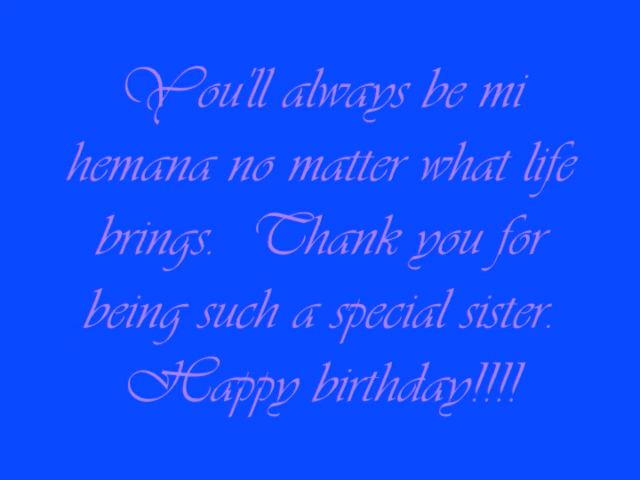 You'll always be mi
hemana no matter what life
brings.  Thank you for
being such a special sister.
Happy birthday!!!!